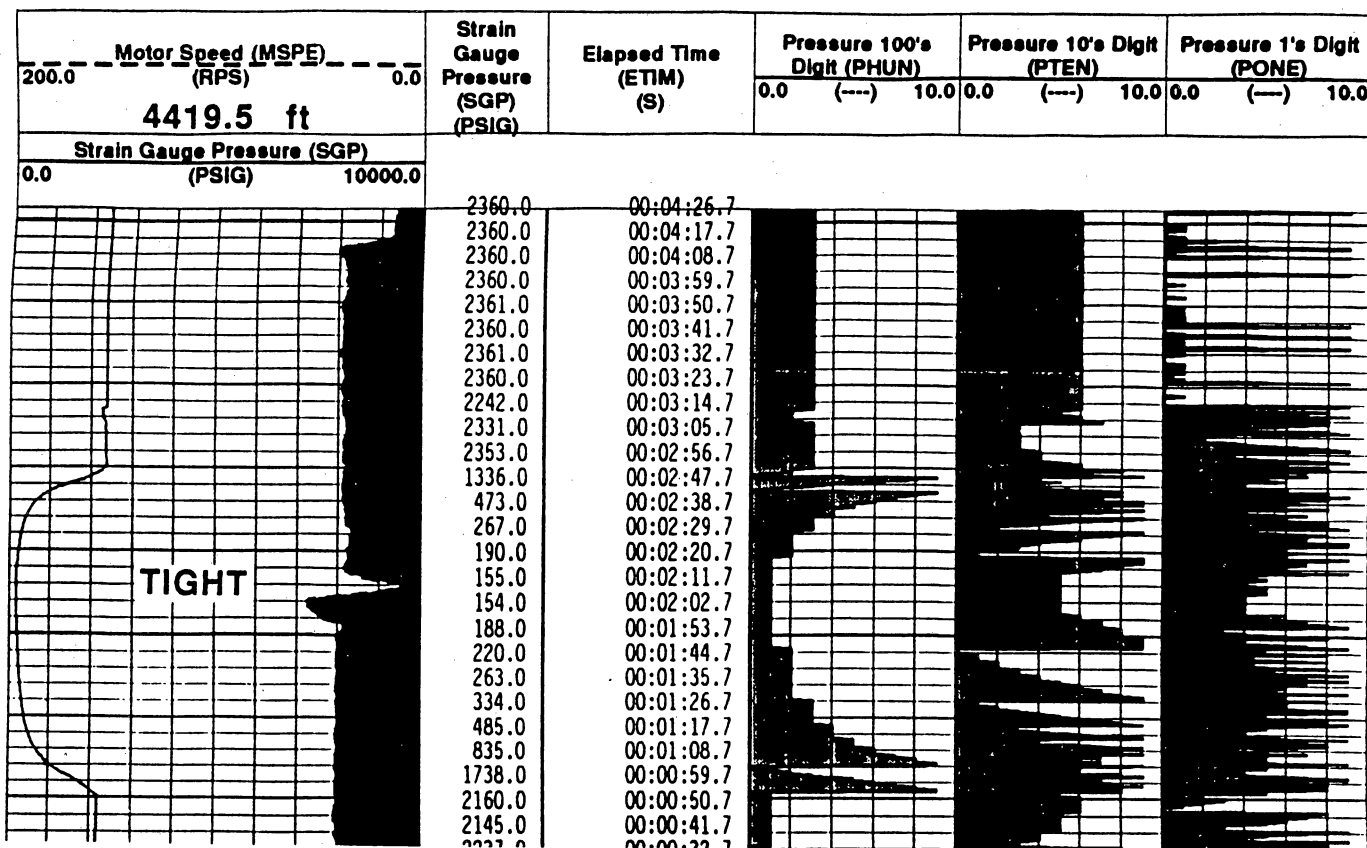 Motor Speed (MSPE)
200.0 (RPS) 0.0
4419.5 ft
Strain Gauge Pressure (SGP)
0.0 (PSIG) 10000.0
Strain
Gauge
Pressure
(SGP)
(PSIG)
Elapsed Time
(ETIM)
(S)
Pressure 100's
Digit (PHUN)
0.0 (----) 10.0
Pressure 10's Digit
(PTEN)
0.0 (----) 10.0
Pressure 1's Digit
(PONE)
0.0 (----) 10.0
2360.0 00:04:26.7
2360.0 00:04:17.7
2360.0 00:04:08.7
2360.0 00:03:59.7
2361.0 00:03:50.7
2360.0 00:03:41.7
2361.0 00:03:32.7
2360.0 00:03:23.7
2242.0 00:03:14.7
2331.0 00:03:05.7
2353.0 00:02:56.7
1336.0 00:02:47.7
473.0 00:02:38.7
267.0 00:02:29.7
190.0 00:02:20.7
TIGHT
155.0 00:02:11.7
154.0 00:02:02.7
188.0 00:01:53.7
220.0 00:01:44.7
263.0 00:01:35.7
334.0 00:01:26.7
485.0 00:01:17.7
835.0 00:01:08.7
1738.0 00:00:59.7
2160.0 00:00:50.7
2145.0 00:00:41.7